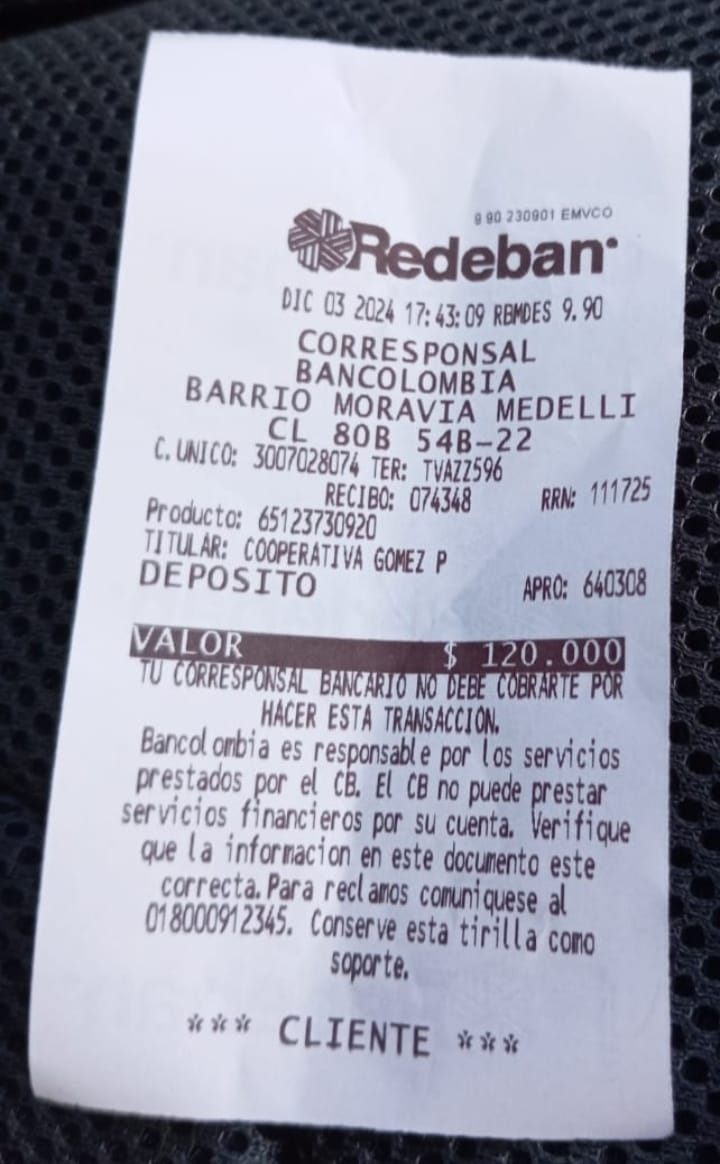 9 90 230901 EMVCO
Redeban
DIC 03 2024 17:43:09 RBMDES 9.90
CORRESPONSAL
BANCOLOMBIA
BARRIO MORAVIA MEDELLI
CL 80B 54B-22
C. UNICO: 3007028074 TER: TVAZZ596
RECIBO: 074348 RRN: 111725
Producto: 65123730920
TITULAR: COOPERATIVA GOMEZ P
DEPOSITO APRO: 640308
VALOR $ 120.000
TU CORRESPONSAL BANCARIO NO DEBE COBRARTE POR
HACER ESTA TRANSACCION.
Bancolombia es responsable por los servicios
prestados por el CB. El CB no puede prestar
servicios financieros por su cuenta. Verifique
que la informacion en este documento este
correcta. Para reclamos comuniquese al
018000912345. Conserve esta tirilla como
soporte.
*** CLIENTE ***